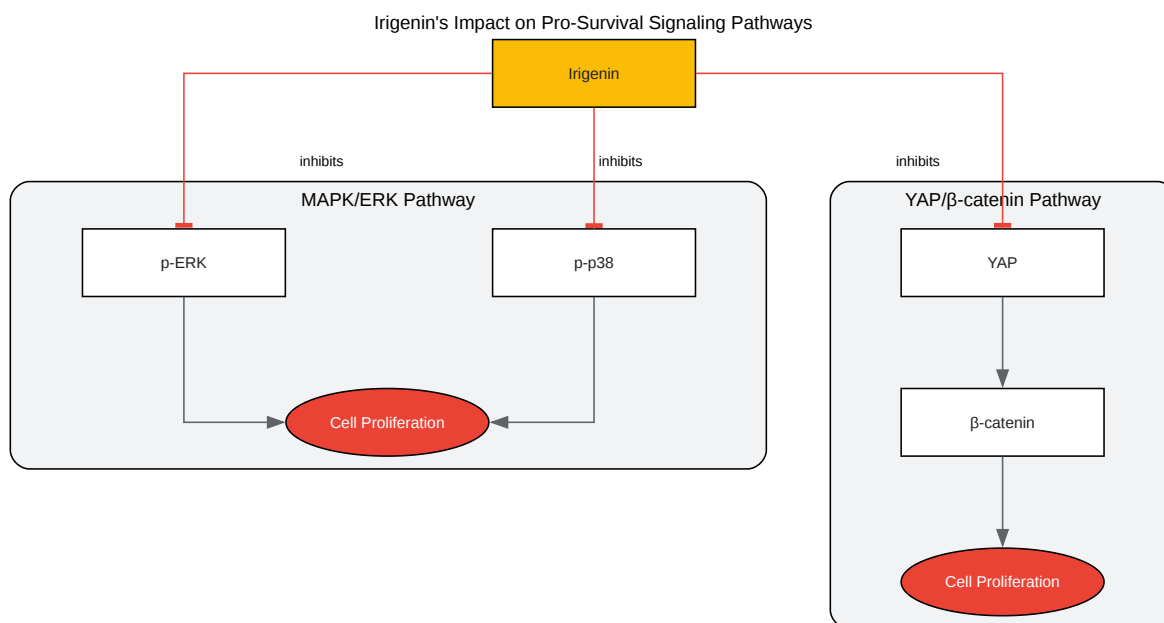 Irigenin's Impact on Pro-Survival Signaling Pathways
Irigenin
inhibits
inhibits
inhibits
MAPK/ERK Pathway
YAP/β-catenin Pathway
p-ERK
p-p38
YAP
Cell Proliferation
β-catenin
Cell Proliferation